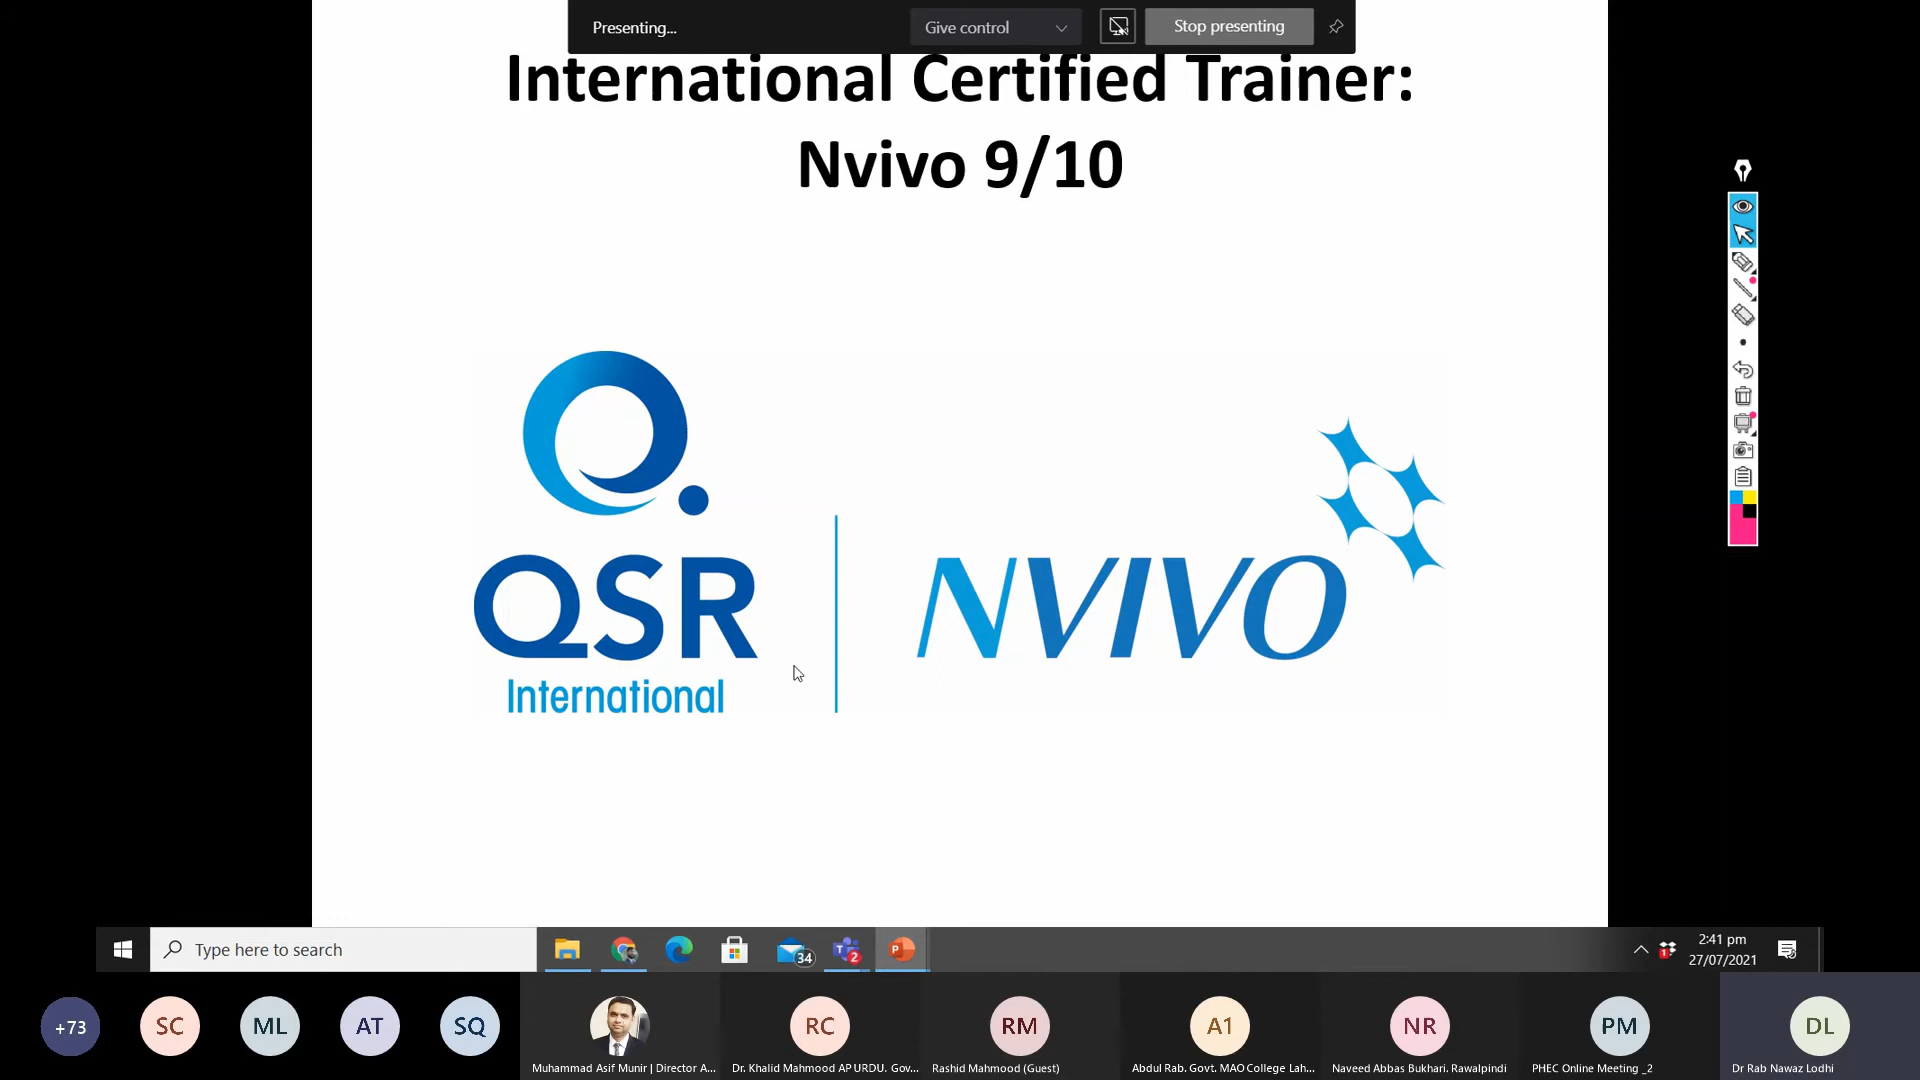 Presenting...
Give control
Stop presenting
International Certified Trainer:
Nvivo 9/10
QSR
International
NVIVO
Type here to search
34
2
P
1
2:41 pm
27/07/2021
+73
SC
ML
AT
SQ
RC
RM
A1
NR
PM
DL
Muhammad Asif Munir | Director A...
Dr. Khalid Mahmood AP URDU. Gov...
Rashid Mahmood (Guest)
Abdul Rab. Govt. MAO College Lah...
Naveed Abbas Bukhari. Rawalpindi
PHEC Online Meeting _2
Dr Rab Nawaz Lodhi